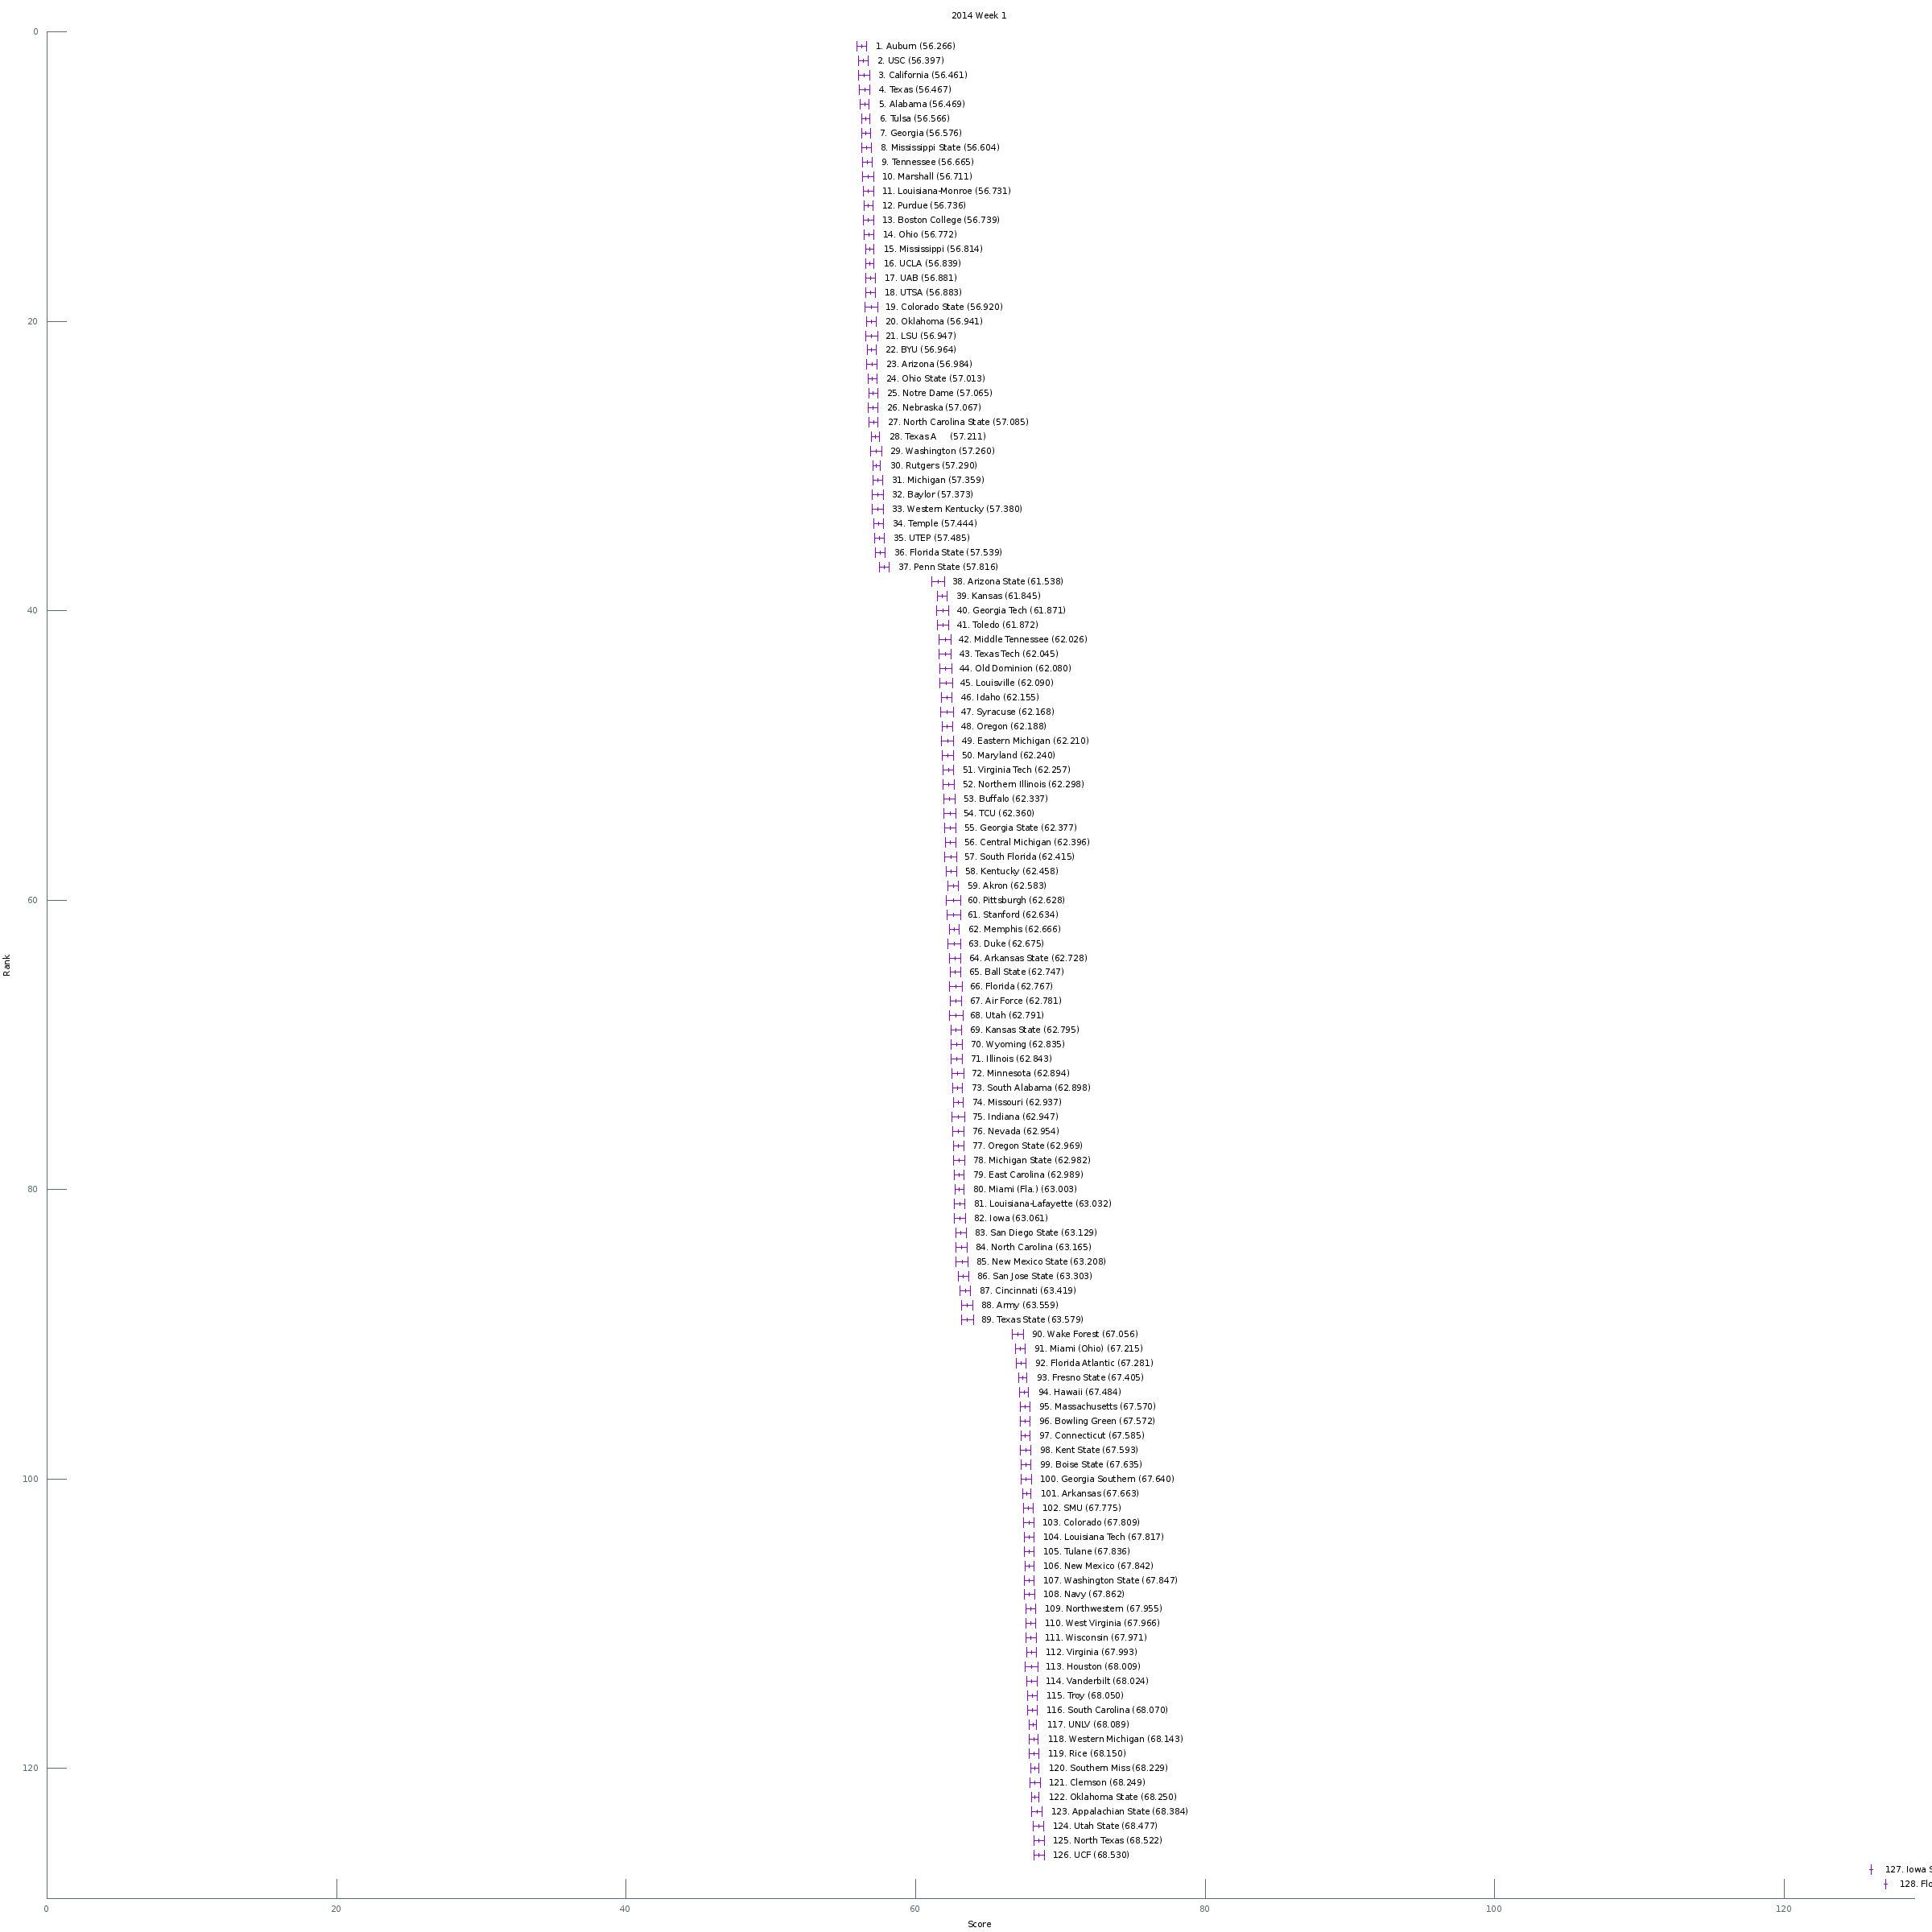 2014 Week 1
0
1. Auburn (56.266)
2. USC (56.397)
3. California (56.461)
4. Texas (56.467)
5. Alabama (56.469)
6. Tulsa (56.566)
7. Georgia (56.576)
8. Mississippi State (56.604)
9. Tennessee (56.665)
10. Marshall (56.711)
11. Louisiana-Monroe (56.731)
12. Purdue (56.736)
13. Boston College (56.739)
14. Ohio (56.772)
15. Mississippi (56.814)
16. UCLA (56.839)
17. UAB (56.881)
18. UTSA (56.883)
19. Colorado State (56.920)
20
20. Oklahoma (56.941)
21. LSU (56.947)
22. BYU (56.964)
23. Arizona (56.984)
24. Ohio State (57.013)
25. Notre Dame (57.065)
26. Nebraska (57.067)
27. North Carolina State (57.085)
28. Texas A (57.211)
29. Washington (57.260)
30. Rutgers (57.290)
31. Michigan (57.359)
32. Baylor (57.373)
33. Western Kentucky (57.380)
34. Temple (57.444)
35. UTEP (57.485)
36. Florida State (57.539)
37. Penn State (57.816)
38. Arizona State (61.538)
39. Kansas (61.845)
40
40. Georgia Tech (61.871)
41. Toledo (61.872)
42. Middle Tennessee (62.026)
43. Texas Tech (62.045)
44. Old Dominion (62.080)
45. Louisville (62.090)
46. Idaho (62.155)
47. Syracuse (62.168)
48. Oregon (62.188)
49. Eastern Michigan (62.210)
50. Maryland (62.240)
51. Virginia Tech (62.257)
52. Northern Illinois (62.298)
53. Buffalo (62.337)
54. TCU (62.360)
55. Georgia State (62.377)
56. Central Michigan (62.396)
57. South Florida (62.415)
58. Kentucky (62.458)
59. Akron (62.583)
60
60. Pittsburgh (62.628)
61. Stanford (62.634)
62. Memphis (62.666)
63. Duke (62.675)
64. Arkansas State (62.728)
Rank
65. Ball State (62.747)
66. Florida (62.767)
67. Air Force (62.781)
68. Utah (62.791)
69. Kansas State (62.795)
70. Wyoming (62.835)
71. Illinois (62.843)
72. Minnesota (62.894)
73. South Alabama (62.898)
74. Missouri (62.937)
75. Indiana (62.947)
76. Nevada (62.954)
77. Oregon State (62.969)
78. Michigan State (62.982)
79. East Carolina (62.989)
80
80. Miami (Fla.) (63.003)
81. Louisiana-Lafayette (63.032)
82. Iowa (63.061)
83. San Diego State (63.129)
84. North Carolina (63.165)
85. New Mexico State (63.208)
86. San Jose State (63.303)
87. Cincinnati (63.419)
88. Army (63.559)
89. Texas State (63.579)
90. Wake Forest (67.056)
91. Miami (Ohio) (67.215)
92. Florida Atlantic (67.281)
93. Fresno State (67.405)
94. Hawaii (67.484)
95. Massachusetts (67.570)
96. Bowling Green (67.572)
97. Connecticut (67.585)
98. Kent State (67.593)
99. Boise State (67.635)
100
100. Georgia Southern (67.640)
101. Arkansas (67.663)
102. SMU (67.775)
103. Colorado (67.809)
104. Louisiana Tech (67.817)
105. Tulane (67.836)
106. New Mexico (67.842)
107. Washington State (67.847)
108. Navy (67.862)
109. Northwestern (67.955)
110. West Virginia (67.966)
111. Wisconsin (67.971)
112. Virginia (67.993)
113. Houston (68.009)
114. Vanderbilt (68.024)
115. Troy (68.050)
116. South Carolina (68.070)
117. UNLV (68.089)
118. Western Michigan (68.143)
119. Rice (68.150)
120
120. Southern Miss (68.229)
121. Clemson (68.249)
122. Oklahoma State (68.250)
123. Appalachian State (68.384)
124. Utah State (68.477)
125. North Texas (68.522)
126. UCF (68.530)
127. Iowa S
128. Flo
0 20 40 60 80 100 120
Score